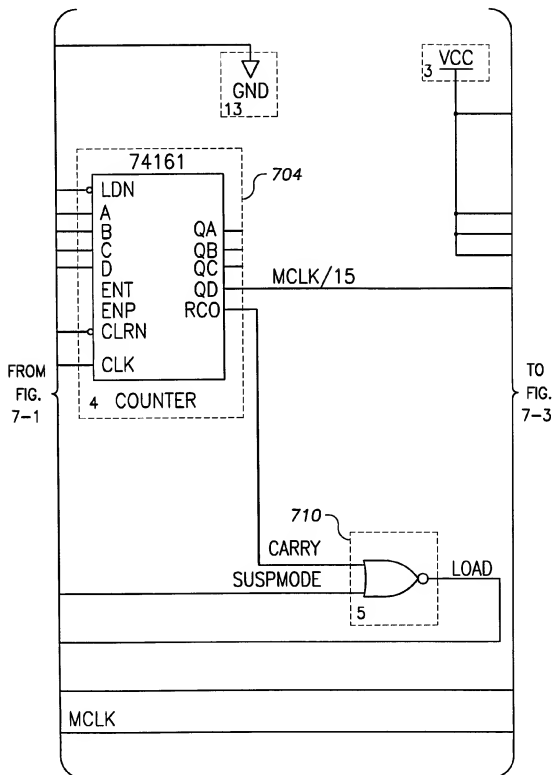 GND
13
3 VCC
74161
704
LDN
A
B QA
C QB
D QC
ENT QD MCLK/15
ENP RCO
CLRN
CLK
4 COUNTER
FROM
FIG.
7-1
TO
FIG.
7-3
710
CARRY
SUSPMODE
LOAD
5
MCLK